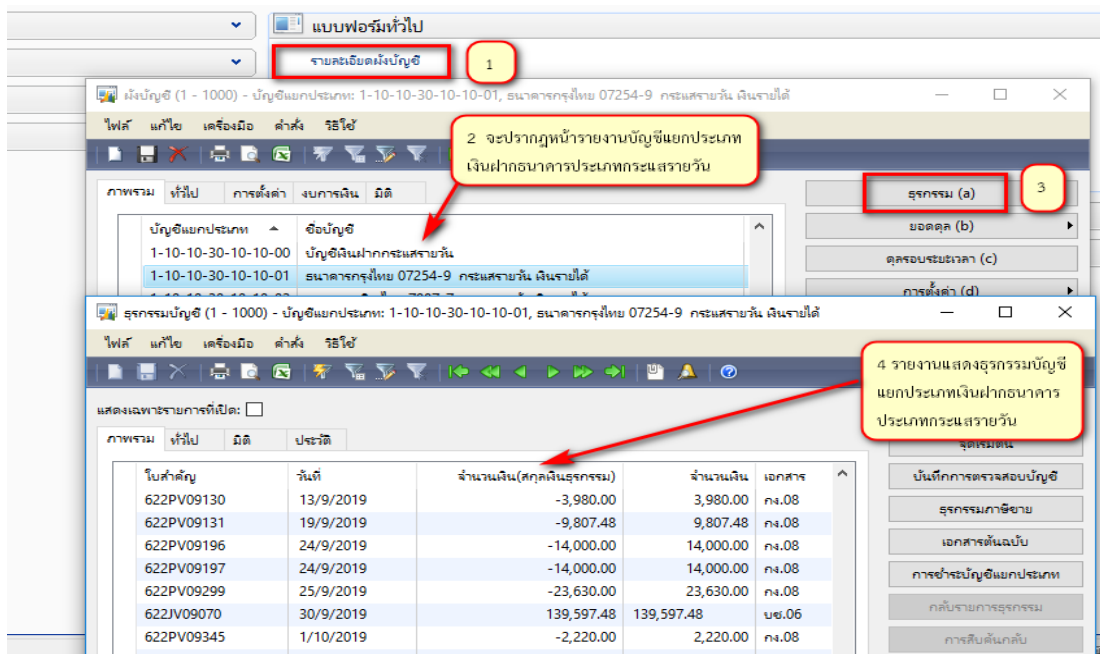 แบบฟอร์มทั่วไป
รายละเอียดผังบัญชี
1
ผังบัญชี (1 - 1000) - บัญชีแยกประเภท: 1-10-10-30-10-10-01, ธนาคารกรุงไทย 07254-9 กระแสรายวัน เงินรายได้
ไฟล์ แก้ไข เครื่องมือ คำสั่ง วิธีใช้
2 จะปรากฏหน้ารายงานบัญชีแยกประเภท
เงินฝากธนาคารประเภทกระแสรายวัน
ภาพรวม ทั่วไป การตั้งค่า งบการเงิน มิติ
ธุรกรรม (a)
3
ยอดดุล (b)
ดุลรอบระยะเวลา (c)
การตั้งค่า (d)
บัญชีแยกประเภท ชื่อบัญชี
1-10-10-30-10-10-00 บัญชีเงินฝากกระแสรายวัน
1-10-10-30-10-10-01 ธนาคารกรุงไทย 07254-9 กระแสรายวัน เงินรายได้
ธุรกรรมบัญชี (1 - 1000) - บัญชีแยกประเภท: 1-10-10-30-10-10-01, ธนาคารกรุงไทย 07254-9 กระแสรายวัน เงินรายได้
ไฟล์ แก้ไข เครื่องมือ คำสั่ง วิธีใช้
4 รายงานแสดงธุรกรรมบัญชี
แยกประเภทเงินฝากธนาคาร
ประเภทกระแสรายวัน
แสดงเฉพาะรายการที่เปิด:
ภาพรวม ทั่วไป มิติ ประวัติ
จุดเริ่มต้น
บันทึกการตรวจสอบบัญชี
ธุรกรรมภาษีขาย
เอกสารต้นฉบับ
การชำระบัญชีแยกประเภท
กลับรายการธุรกรรม
การสืบค้นกลับ
ใบสำคัญ วันที่ จำนวนเงิน(สกุลเงินธุรกรรม) จำนวนเงิน เอกสาร
622PV09130 13/9/2019 -3,980.00 3,980.00 กง.08
622PV09131 19/9/2019 -9,807.48 9,807.48 กง.08
622PV09196 24/9/2019 -14,000.00 14,000.00 กง.08
622PV09197 24/9/2019 -14,000.00 14,000.00 กง.08
622PV09299 25/9/2019 -23,630.00 23,630.00 กง.08
622JV09070 30/9/2019 139,597.48 139,597.48 บช.06
622PV09345 1/10/2019 -2,220.00 2,220.00 กง.08